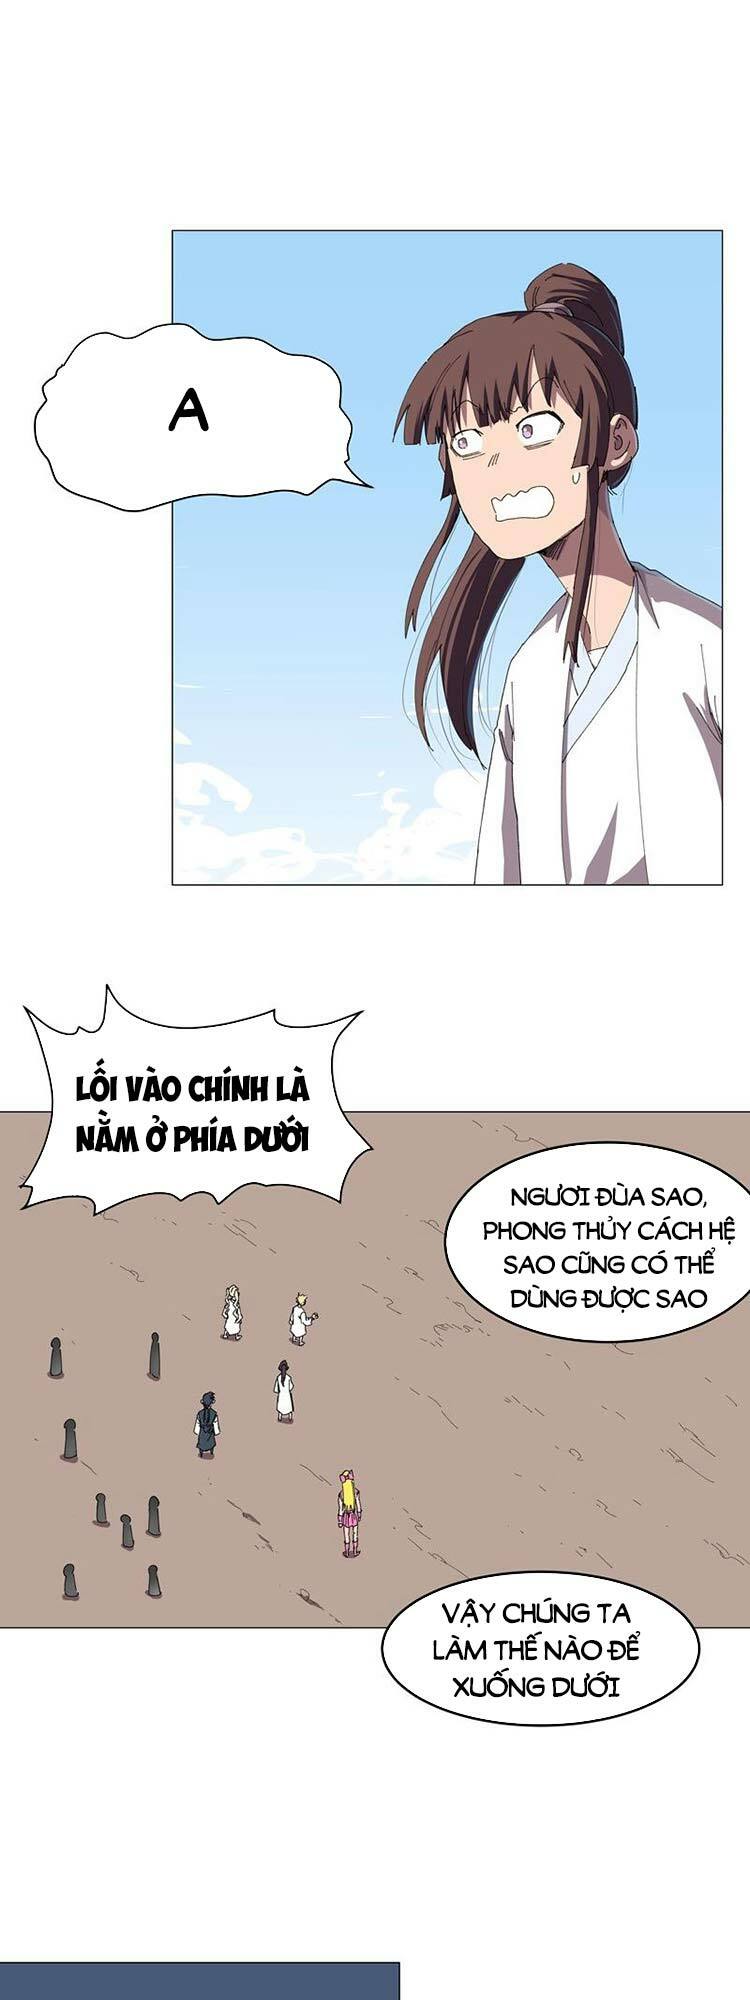 A
LỐI VÀO CHÍNH LÀ
NẰM Ở PHÍA DƯỚI
NGƯƠI ĐÙA SAO,
PHONG THỦY CÁCH HỆ
SAO CŨNG CÓ THỂ
DÙNG ĐƯỢC SAO
VẬY CHÚNG TA
LÀM THẾ NÀO ĐỂ
XUỐNG DƯỚI